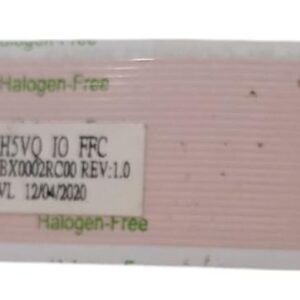 Halogen-Free
H5VQ IO FFC
BX0002RC00 REV:1.0
VL 12/04/2020
Halogen-Free